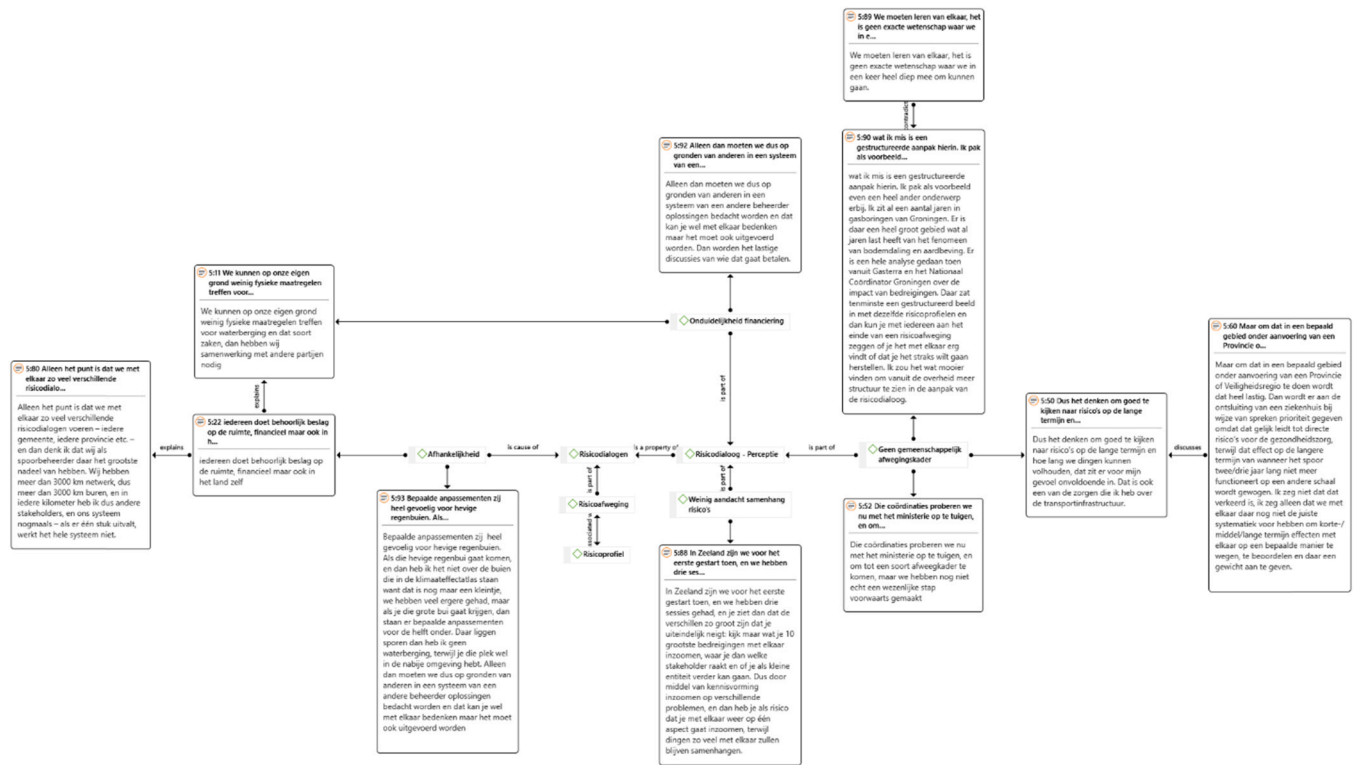 5:89 We moeten leren van elkaar, het
is geen exacte wetenschap waar we
in e...
We moeten leren van elkaar, het is
geen exacte wetenschap waar we in
een keer heel diep mee om kunnen
gaan.
contradict
5:90 wat ik mis is een
gestructureerde aanpak hierin. Ik pak
als voorbeeld...
wat ik mis is een gestructureerde
aanpak hierin. Ik pak als voorbeeld
even een heel ander onderwerp
erbij. Ik zit al een aantal jaren in
gasboringen van Groningen. Er is
daar een heel groot gebied wat al
jaren last heeft van het fenomeen
van bodemdaling en aardbeving. Er
is een hele analyse gedaan toen
vanuit Gasterra en het Nationaal
Coördinator Groningen over de
impact van bedreigingen. Daar zat
tenminste een gestructureerd beeld
in met dezelfde risicoprofielen en
dan kun je met iedereen aan het
einde van een risicoafweging
zeggen of je het met elkaar erg
vindt of dat je het straks wilt gaan
herstellen. Ik zou het wat mooier
vinden om vanuit de overheid meer
structuur te zien in de aanpak van
de risicodialoog.
5:92 Alleen dan moeten we dus op
gronden van anderen in een systeem
van een...
Alleen dan moeten we dus op
gronden van anderen in een
systeem van een andere beheerder
oplossingen bedacht worden en dat
kan je wel met elkaar bedenken
maar het moet ook uitgevoerd
worden. Dan worden het lastige
discussies van wie dat gaat betalen.
5:11 We kunnen op onze eigen
grond weinig fysieke maatregelen
treffen voor...
We kunnen op onze eigen grond
weinig fysieke maatregelen treffen
voor waterberging en dat soort
zaken, dan hebben wij
samenwerking met andere partijen
nodig
Onduidelijkheid financiering
explains
is part of
5:80 Alleen het punt is dat we met
elkaar zo veel verschillende
risicodialo...
Alleen het punt is dat we met
elkaar zo veel verschillende
risicodialogen voeren – iedere
gemeente, iedere provincie etc. –
en dan denk ik dat wij als
spoorbeheerder daar het grootste
nadeel van hebben. Wij hebben
meer dan 3000 km netwerk, dus
meer dan 3000 km buren, en in
iedere kilometer heb ik dus andere
stakeholders, en ons systeem
nogmaals – als er één stuk uitvalt,
werkt het hele systeem niet.
explains
5:22 iedereen doet behoorlijk beslag
op de ruimte, financieel maar ook in
h...
iedereen doet behoorlijk beslag op
de ruimte, financieel maar ook in
het land zelf
Afhankelijkheid
is cause of
Risicodialogen
is a property of
Risicodialoog - Perceptie
is part of
Geen gemeenschappelijk
afwegingskader
is part of
Risicoafweging
associated w
Risicoprofiel
is part of
Weinig aandacht samenhang
risico's
5:50 Dus het denken om goed te
kijken naar risico's op de lange
termijn en...
Dus het denken om goed te kijken
naar risico's op de lange termijn en
hoe lang we dingen kunnen
volhouden, dat zit er voor mijn
gevoel onvoldoende in. Dat is ook
een van de zorgen die ik heb over
de transportinfrastructuur.
discusses
5:60 Maar om dat in een bepaald
gebied onder aanvoering van een
Provincie o...
Maar om dat in een bepaald gebied
onder aanvoering van een Provincie
of Veiligheidsregio te doen wordt
dat heel lastig. Dan wordt er aan de
ontsluiting van een ziekenhuis bij
wijze van spreken prioriteit gegeven
omdat dat gelijk leidt tot directe
risico's voor de gezondheidszorg,
terwijl dat effect op de langere
termijn van wanneer het spoor
twee/drie jaar lang niet meer
functioneert op een andere schaal
wordt gewogen. Ik zeg niet dat dat
verkeerd is, ik zeg alleen dat we met
elkaar daar nog niet de juiste
systematiek voor hebben om korte-/
middel/lange termijn effecten met
elkaar op een bepaalde manier te
wegen, te beoordelen en daar een
gewicht aan te geven.
5:93 Bepaalde anpassementen zij
heel gevoelig voor hevige
regenbuien. Als...
Bepaalde anpassementen zij heel
gevoelig voor hevige regenbuien.
Als die hevige regenbui gaat komen,
en dan heb ik het niet over de buien
die in de klimaateffectatlas staan
want dat is nog maar een kleintje,
we hebben veel ergere gehad, maar
als je die grote bui gaat krijgen, dan
staan er bepaalde anpassementen
voor de helft onder. Daar liggen
sporen dan heb ik geen
waterberging, terwijl je die plek wel
in de nabije omgeving hebt. Alleen
dan moeten we dus op gronden van
anderen in een systeem van een
andere beheerder oplossingen
bedacht worden en dat kan je wel
met elkaar bedenken maar het moet
ook uitgevoerd worden
5:88 In Zeeland zijn we voor het
eerste gestart toen, en we hebben
drie ses...
In Zeeland zijn we voor het eerste
gestart toen, en we hebben drie
sessies gehad, en je ziet dan dat de
verschillen zo groot zijn dat je
uiteindelijk neigt: kijk maar wat je 10
grootste bedreigingen met elkaar
inzoomen, waar je dan welke
stakeholder raakt en of je als kleine
entiteit verder kan gaan. Dus door
middel van kennisvorming
inzoomen op verschillende
problemen, en dan heb je als risico
dat je met elkaar weer op één
aspect gaat inzoomen, terwijl
dingen zo veel met elkaar zullen
blijven samenhangen.
5:52 Die coördinaties proberen we
nu met het ministerie op te tuigen,
en om...
Die coördinaties proberen we nu
met het ministerie op te tuigen, en
om tot een soort afweegkader te
komen, maar we hebben nog niet
echt een wezenlijke stap
voorwaarts gemaakt